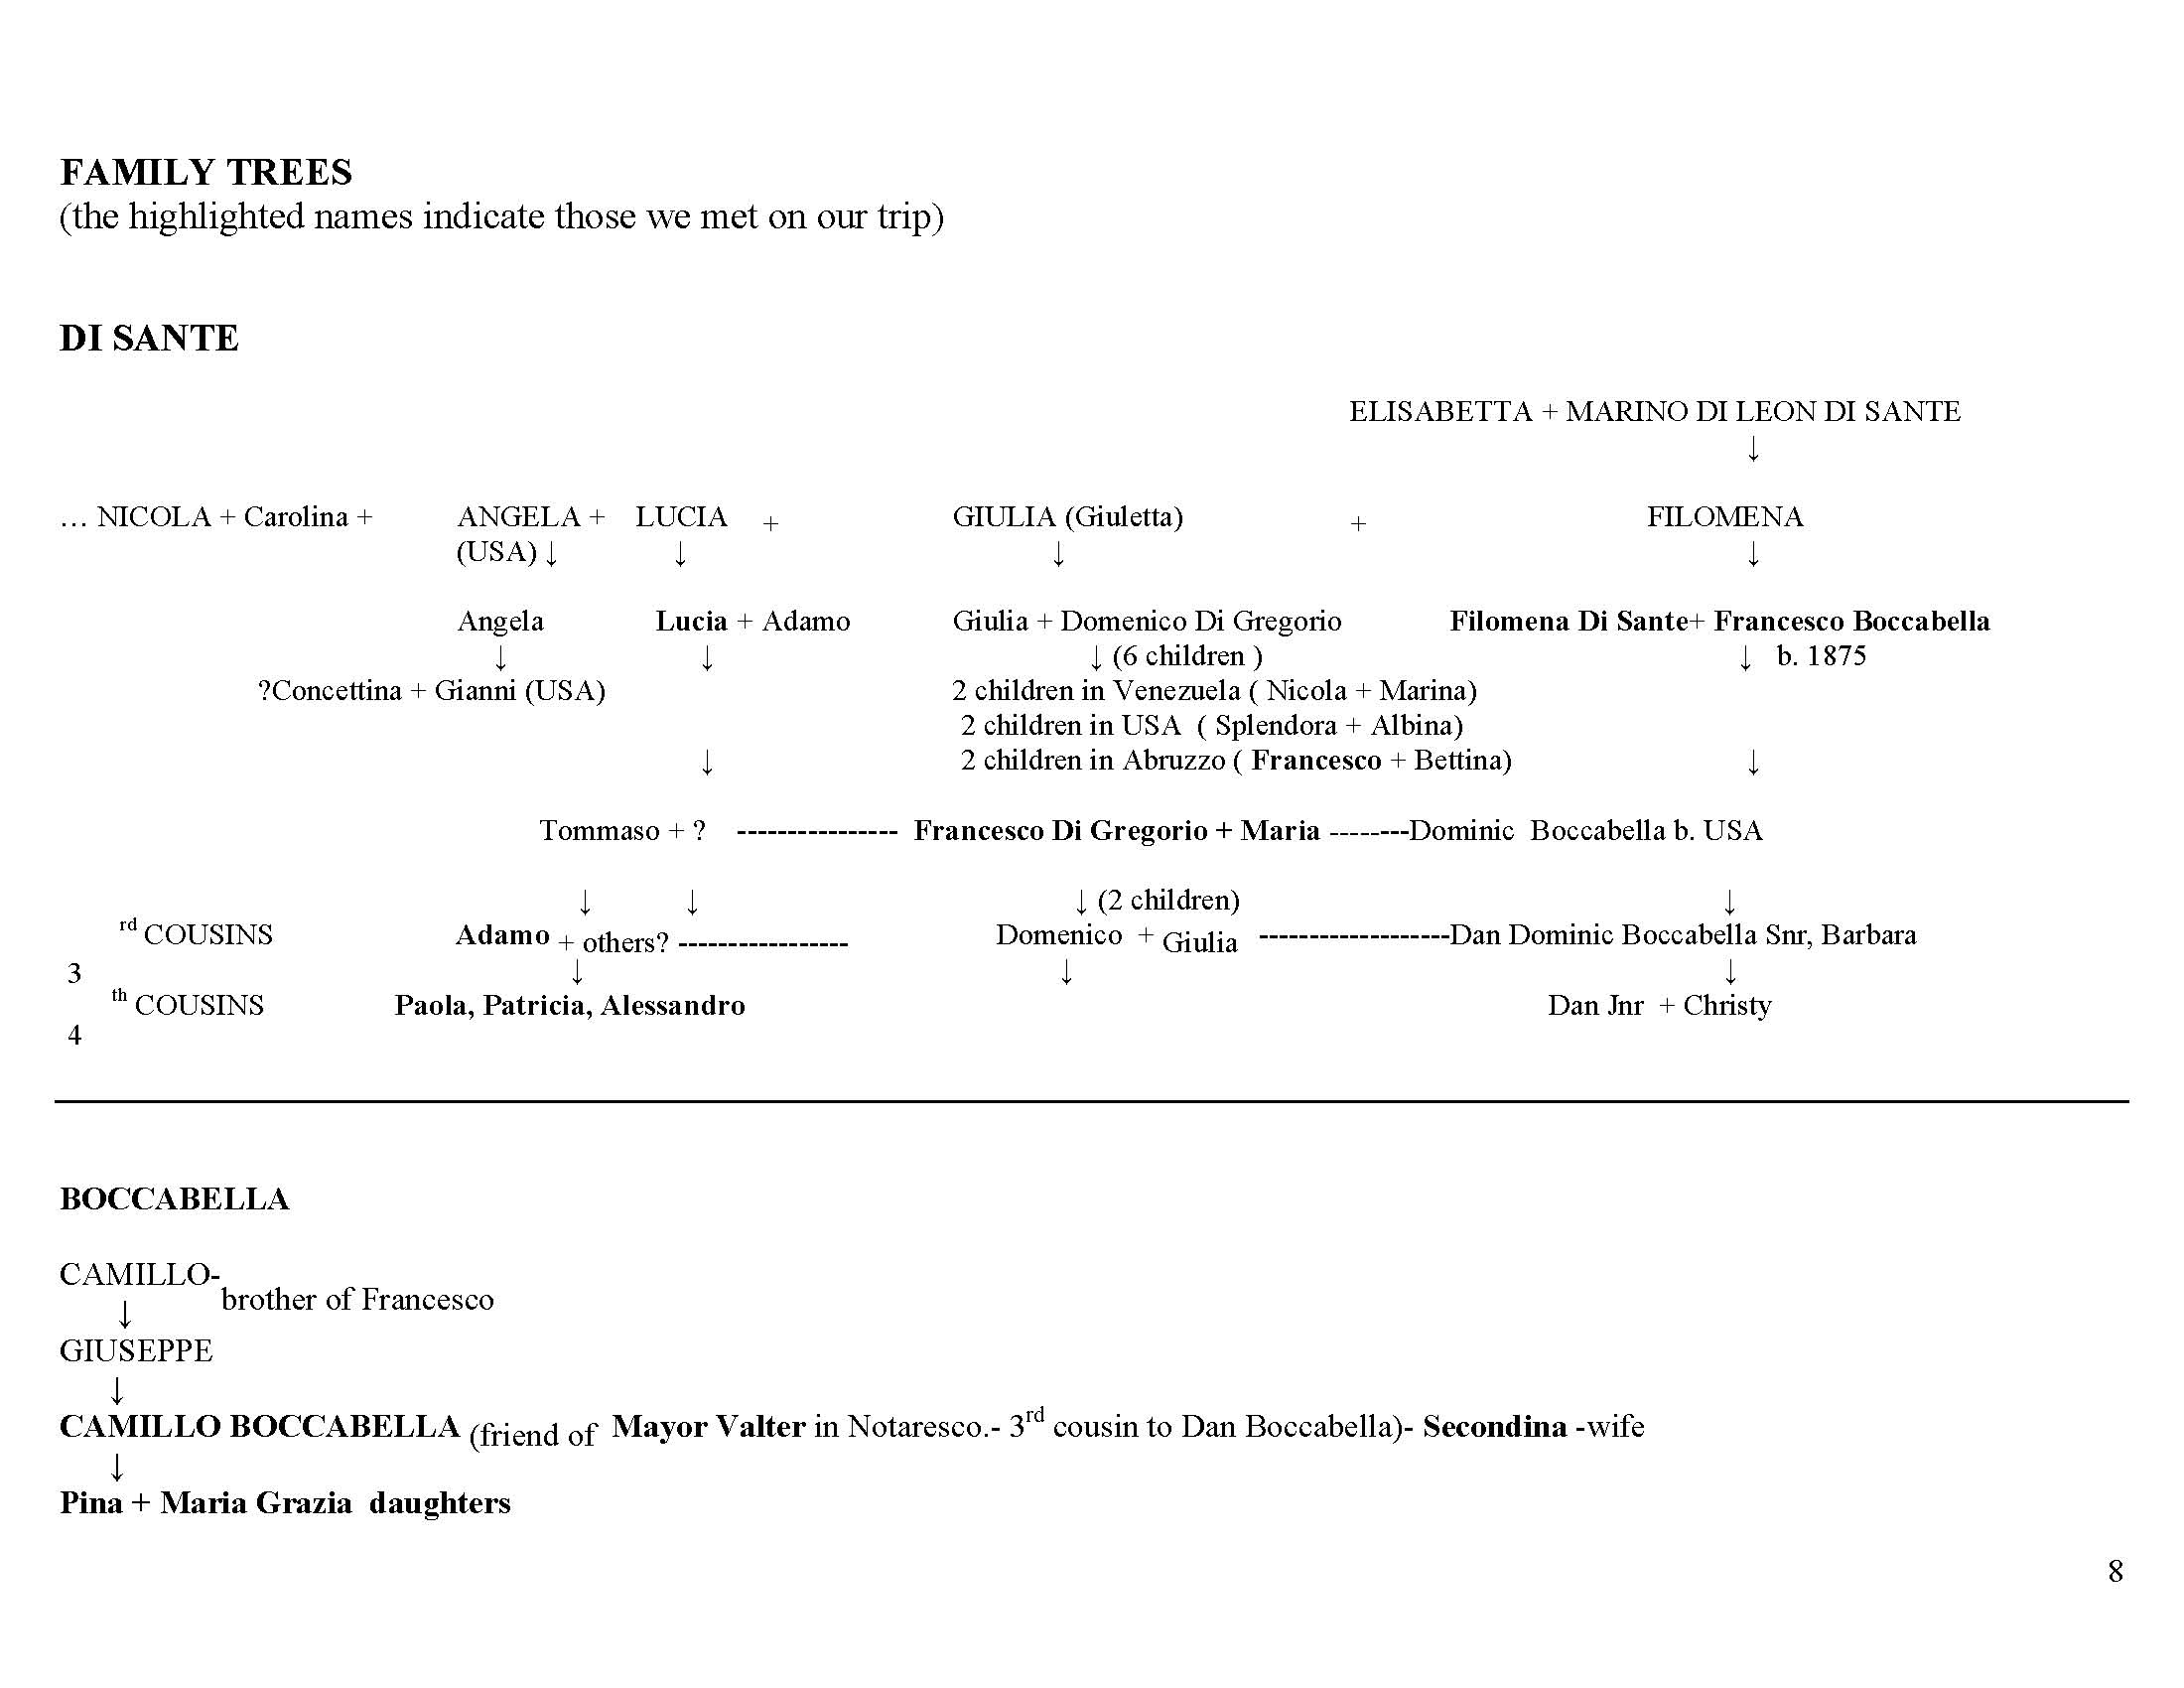 FAMILY TREES
(the highlighted names indicate those we met on our trip)
DI SANTE
ELISABETTA + MARINO DI LEON DI SANTE
↓
… NICOLA + Carolina + ANGELA + LUCIA + GIULIA (Giuletta) + FILOMENA
(USA) ↓ ↓ ↓ ↓
Angela Lucia + Adamo Giulia + Domenico Di Gregorio Filomena Di Sante+ Francesco Boccabella
↓ ↓ ↓ (6 children ) ↓ b. 1875
?Concettina + Gianni (USA) 2 children in Venezuela ( Nicola + Marina)
2 children in USA ( Splendora + Albina)
↓ 2 children in Abruzzo ( Francesco + Bettina) ↓
Tommaso + ? ---------------- Francesco Di Gregorio + Maria --------Dominic Boccabella b. USA
↓ ↓ ↓ (2 children) ↓
rd COUSINS Adamo + others? ----------------- Domenico + Giulia -------------------Dan Dominic Boccabella Snr, Barbara
3 ↓ ↓ ↓
th COUSINS Paola, Patricia, Alessandro Dan Jnr + Christy
4
BOCCABELLA
CAMILLO-
brother of Francesco
↓
GIUSEPPE
↓
CAMILLO BOCCABELLA (friend of Mayor Valter in Notaresco.- 3rd cousin to Dan Boccabella)- Secondina -wife
↓
Pina + Maria Grazia daughters
8